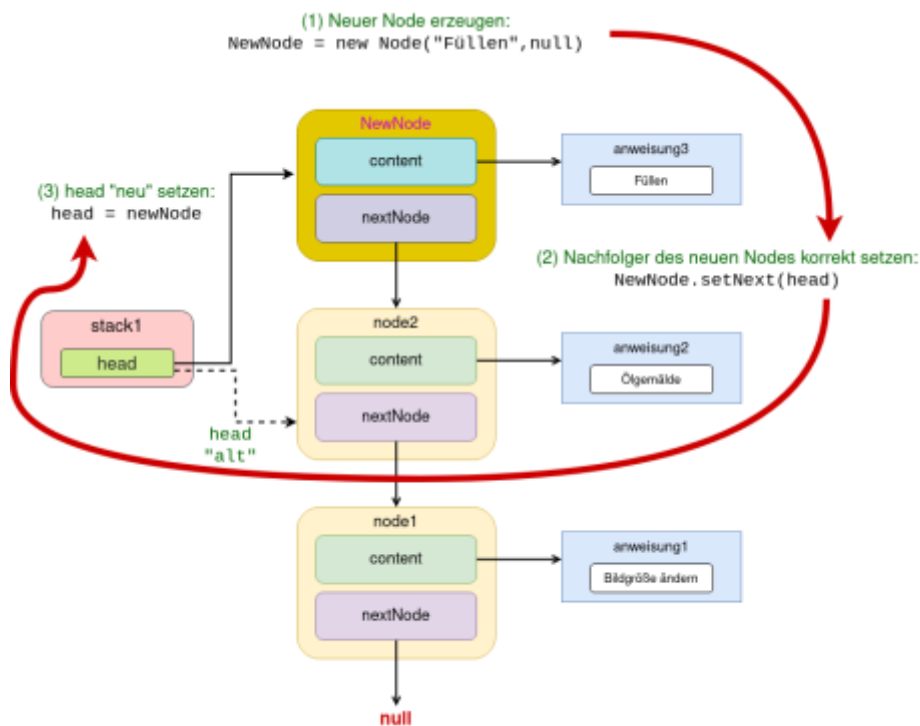 (1) Neuer Node erzeugen:
NewNode = new Node("Füllen",null)
NewNode
content
nextNode
anweisung3
Füllen
(3) head "neu" setzen:
head = newNode
(2) Nachfolger des neuen Nodes korrekt setzen:
NewNode.setNext(head)
stack1
head
head
"alt"
node2
content
nextNode
anweisung2
Ölgemälde
node1
content
nextNode
anweisung1
Bildgröße ändern
null